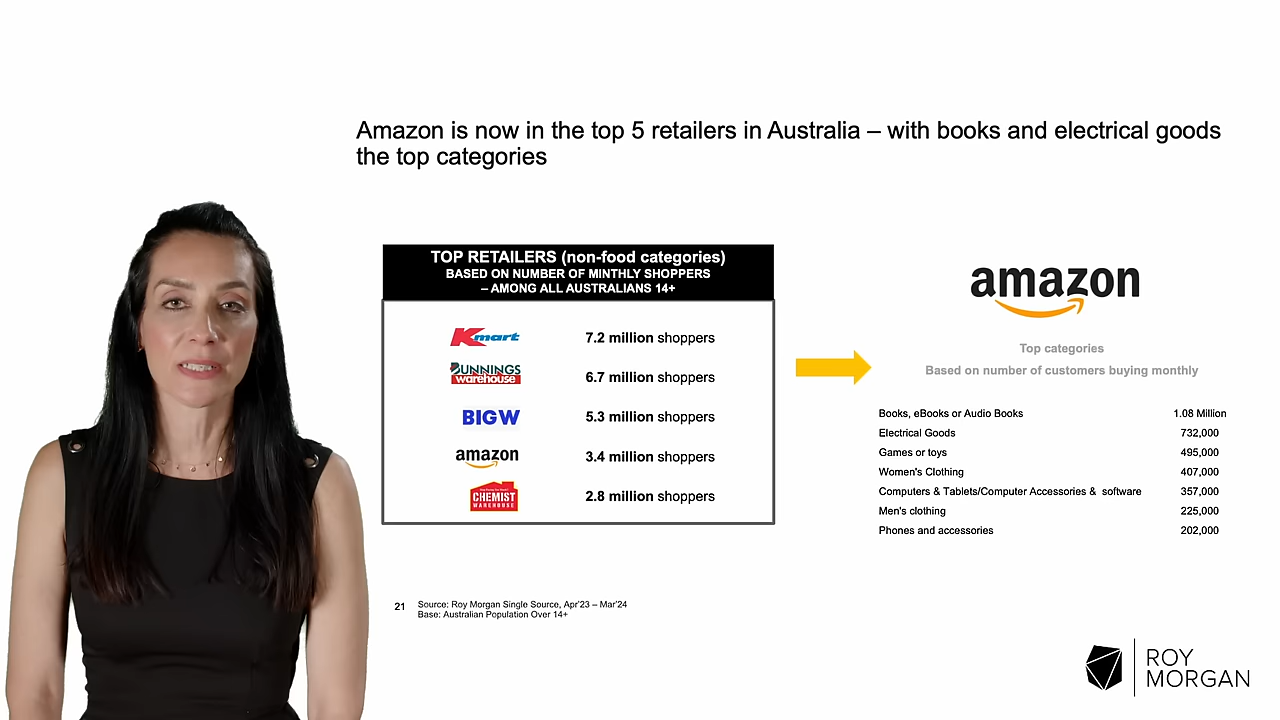 Amazon is now in the top 5 retailers in Australia – with books and electrical goods
the top categories
TOP RETAILERS (non-food categories)
BASED ON NUMBER OF MINTHLY SHOPPERS
– AMONG ALL AUSTRALIANS 14+
Kmart 7.2 million shoppers
BUNNINGS
warehouse 6.7 million shoppers
BIG W 5.3 million shoppers
amazon 3.4 million shoppers
CHEMIST
WAREHOUSE 2.8 million shoppers
amazon
Top categories
Based on number of customers buying monthly
Books, eBooks or Audio Books 1.08 Million
Electrical Goods 732,000
Games or toys 495,000
Women's Clothing 407,000
Computers & Tablets/Computer Accessories & software 357,000
Men's clothing 225,000
Phones and accessories 202,000
21 Source: Roy Morgan Single Source, Apr'23 – Mar'24
Base: Australian Population Over 14+
ROY
MORGAN